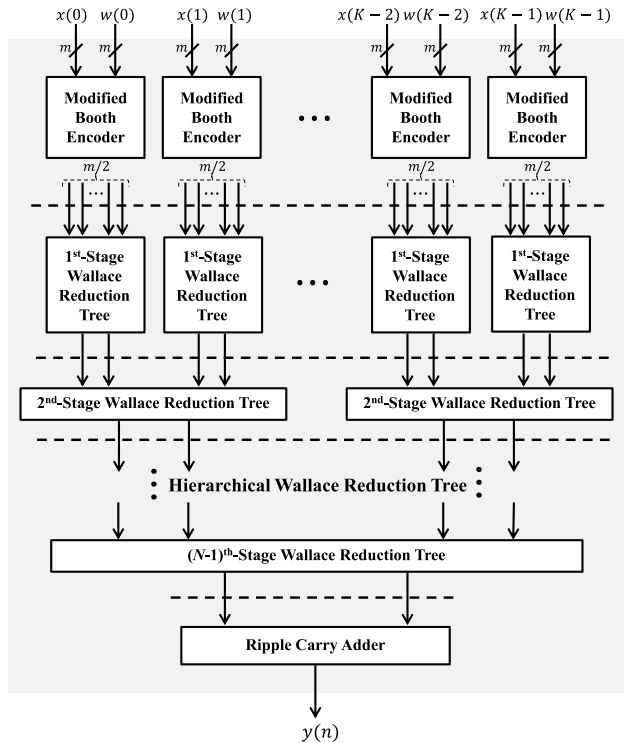 x(0) w(0) x(1) w(1) x(K − 2) w(K − 2) x(K − 1) w(K − 1)
m m m m m m m m
Modified Booth Encoder
Modified Booth Encoder
...
Modified Booth Encoder
Modified Booth Encoder
m/2 m/2 m/2 m/2
... ... ... ...
1st-Stage Wallace Reduction Tree
1st-Stage Wallace Reduction Tree
...
1st-Stage Wallace Reduction Tree
1st-Stage Wallace Reduction Tree
2nd-Stage Wallace Reduction Tree
2nd-Stage Wallace Reduction Tree
Hierarchical Wallace Reduction Tree
(N-1)th-Stage Wallace Reduction Tree
Ripple Carry Adder
y(n)